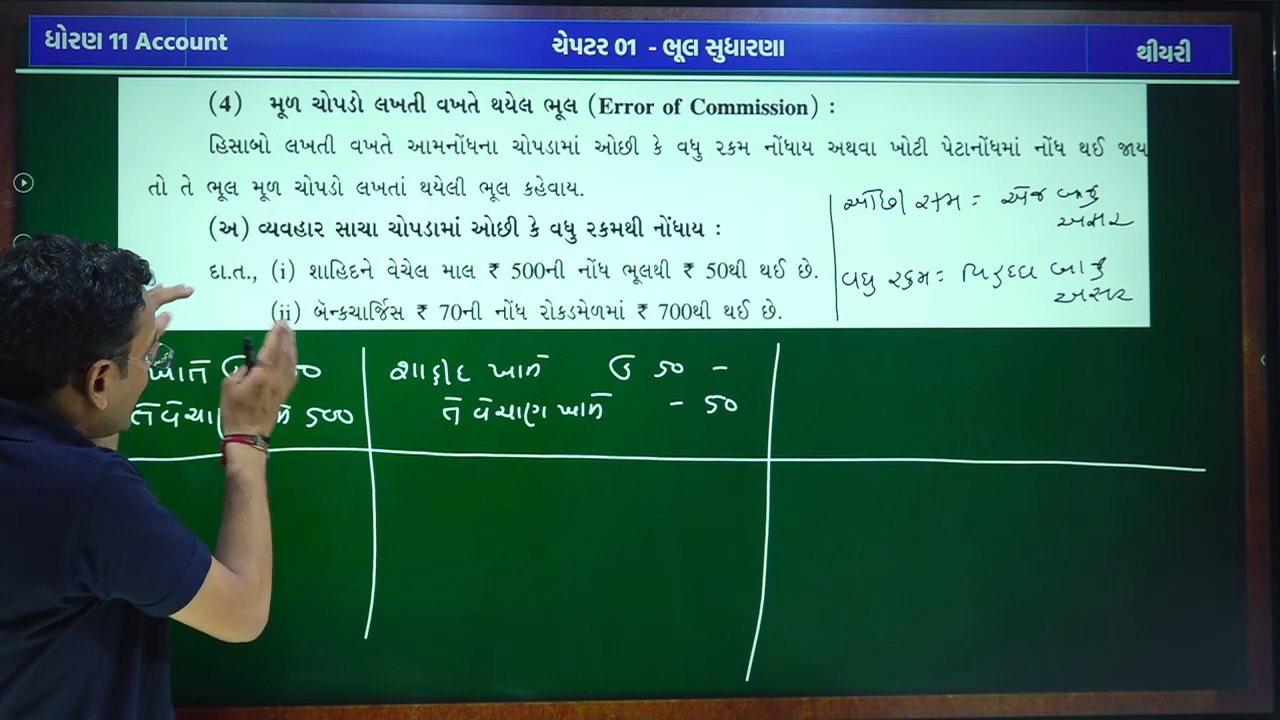 ધોરણ 11 Account
ચેપટર 01 - ભૂલ સુધારણા
થીયરી
(4) મૂળ ચોપડો લખતી વખતે થયેલ ભૂલ (Error of Commission) :
હિસાબો લખતી વખતે આમનોંધના ચોપડામાં ઓછી કે વધુ રકમ નોંધાય અથવા ખોટી પેટાનોંધમાં નોંધ થઈ જાય
તો તે ભૂલ મૂળ ચોપડો લખતાં થયેલી ભૂલ કહેવાય.
(અ) વ્યવહાર સાચા ચોપડામાં ઓછી કે વધુ રકમથી નોંધાય :
દા.ત., (i) શાહિદને વેચેલ માલ ₹ 500ની નોંધ ભૂલથી ₹ 50થી થઈ છે.
(ii) બૅન્કચાર્જિસ ₹ 70ની નોંધ રોકડમેળમાં ₹ 700થી થઈ છે.
ઓછી રકમ = એજ બાજુ
અસર
વધુ રકમ = વિરુદ્ધ બાજુ
અસર
ખાતે ઉ
તે વેચા 500
શાહીદ ખાતે ઉ 50 -
તે વેચાણ ખાતે - 50